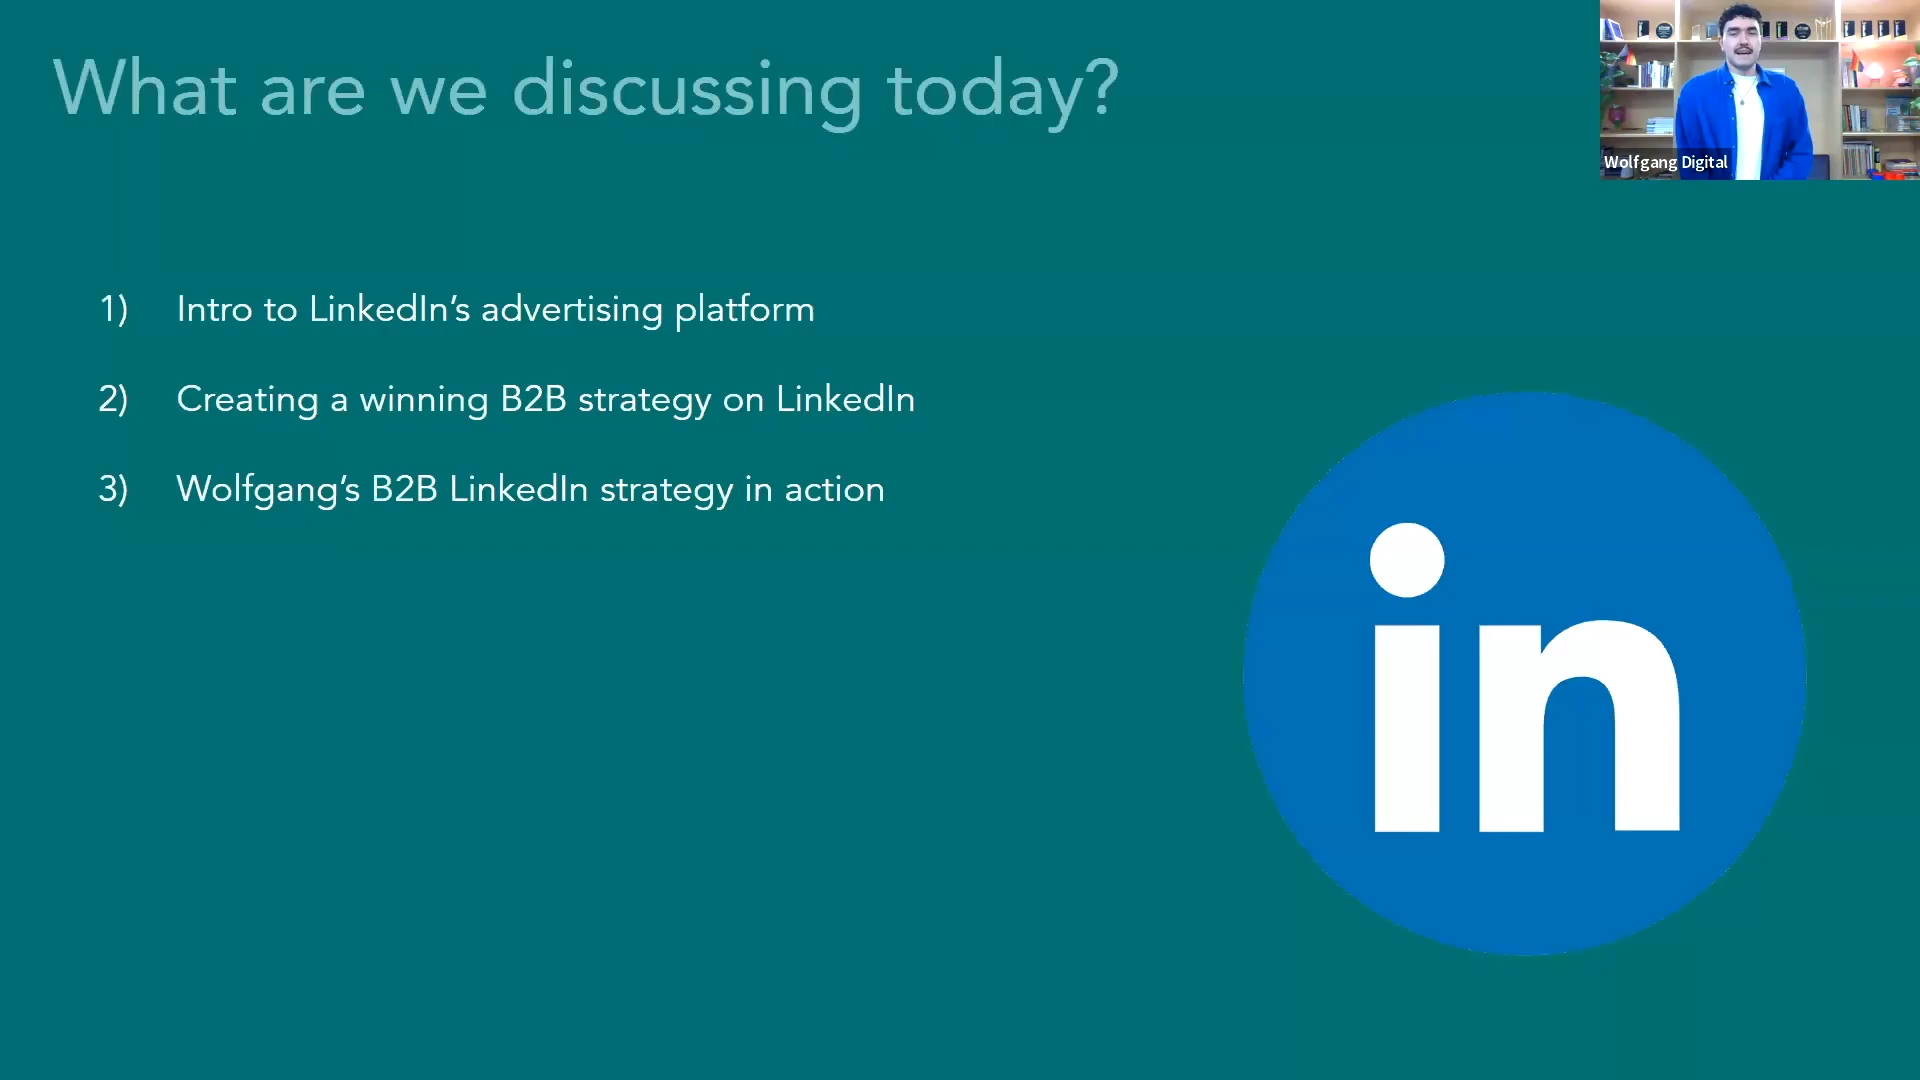 What are we discussing today?
Wolfgang Digital
1) Intro to LinkedIn's advertising platform
2) Creating a winning B2B strategy on LinkedIn
3) Wolfgang's B2B LinkedIn strategy in action
in